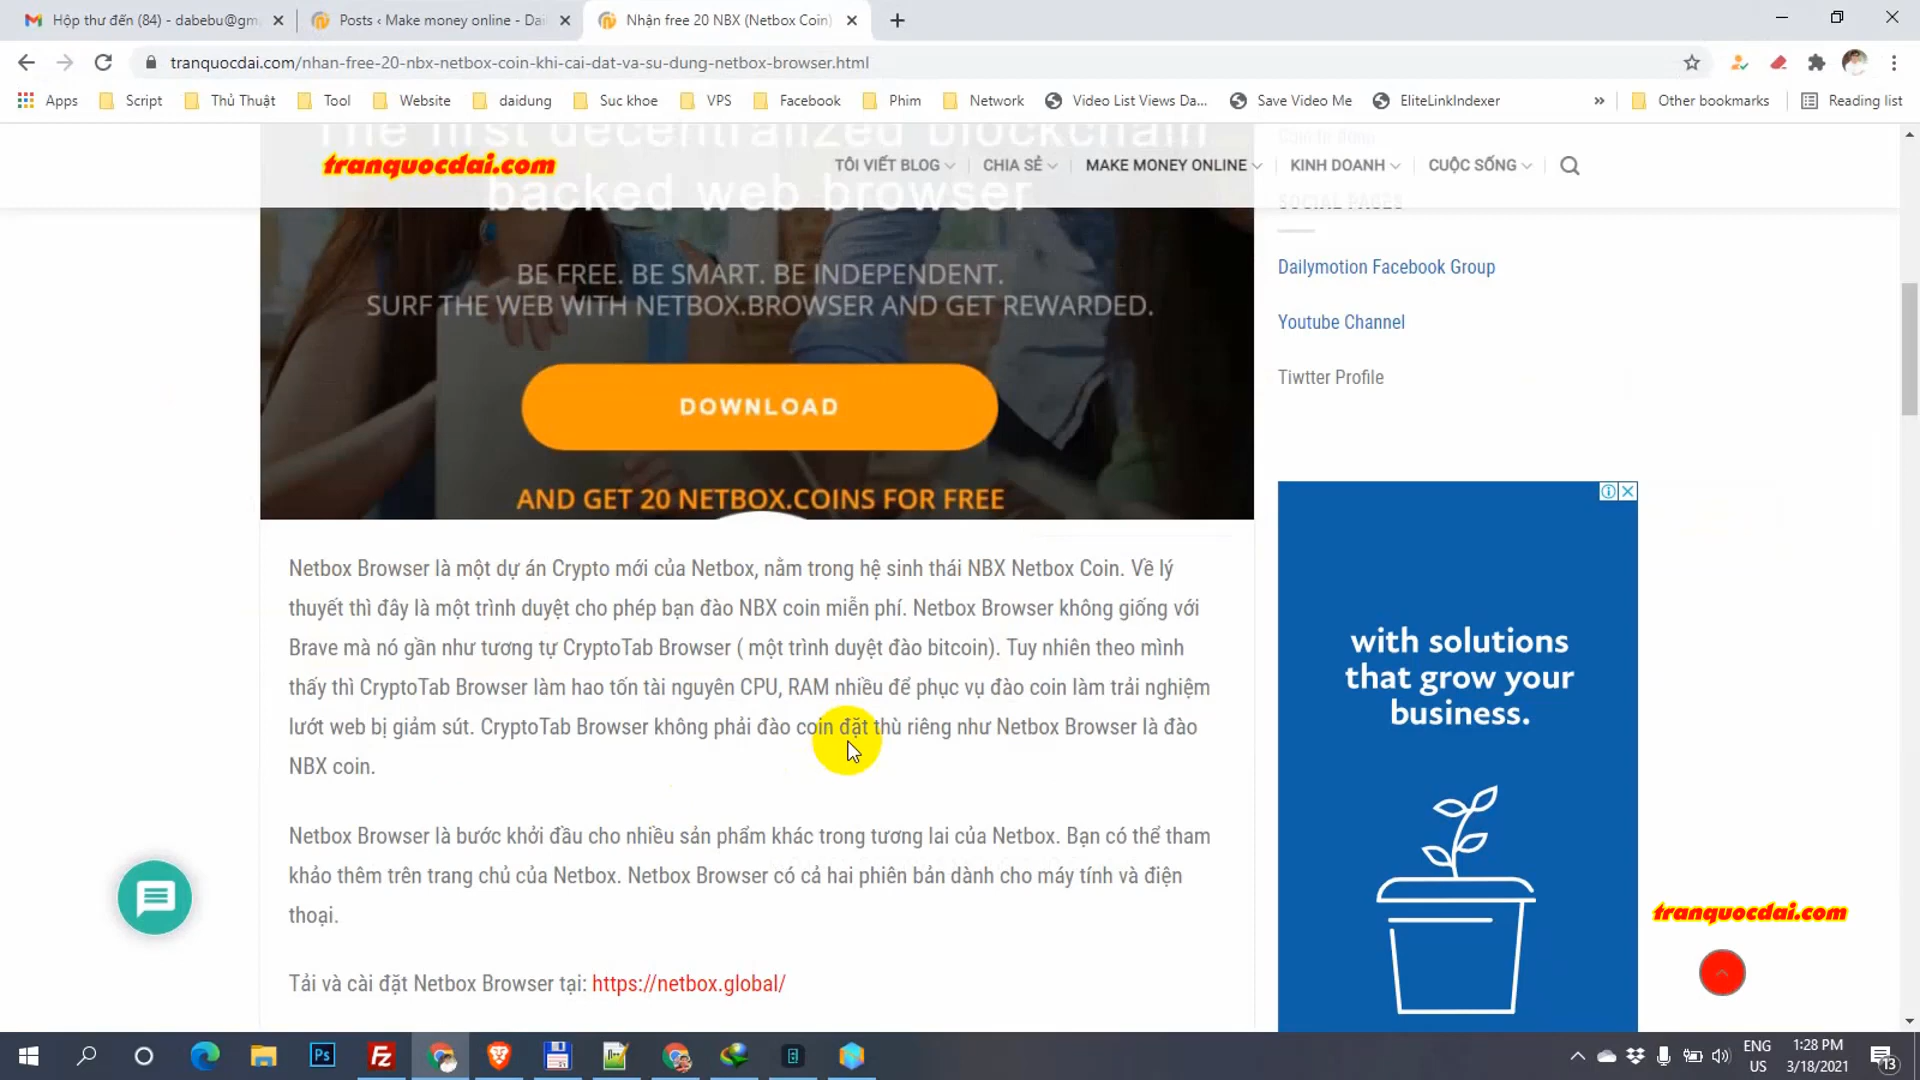 Hộp thư đến (84) - dabebu@gm
Posts ‹ Make money online - Dai
Nhận free 20 NBX (Netbox Coin)
tranquocdai.com/nhan-free-20-nbx-netbox-coin-khi-cai-dat-va-su-dung-netbox-browser.html
Apps Script Thủ Thuật Tool Website daidung Suc khoe VPS Facebook Phim Network Video List Views Da... Save Video Me EliteLinkIndexer » Other bookmarks Reading list
The first decentralized blockchain
tranquocdai.com TÔI VIẾT BLOG CHIA SẺ MAKE MONEY ONLINE KINH DOANH CUỘC SỐNG
backed web browser
SOCIAL PAGES
BE FREE. BE SMART. BE INDEPENDENT.
SURF THE WEB WITH NETBOX.BROWSER AND GET REWARDED.
DOWNLOAD
AND GET 20 NETBOX.COINS FOR FREE
Netbox Browser là một dự án Crypto mới của Netbox, nằm trong hệ sinh thái NBX Netbox Coin. Về lý
thuyết thì đây là một trình duyệt cho phép bạn đào NBX coin miễn phí. Netbox Browser không giống với
Brave mà nó gần như tương tự CryptoTab Browser ( một trình duyệt đào bitcoin). Tuy nhiên theo mình
thấy thì CryptoTab Browser làm hao tốn tài nguyên CPU, RAM nhiều để phục vụ đào coin làm trải nghiệm
lướt web bị giảm sút. CryptoTab Browser không phải đào coin đặt thù riêng như Netbox Browser là đào
NBX coin.
Netbox Browser là bước khởi đầu cho nhiều sản phẩm khác trong tương lai của Netbox. Bạn có thể tham
khảo thêm trên trang chủ của Netbox. Netbox Browser có cả hai phiên bản dành cho máy tính và điện
thoại.
Tải và cài đặt Netbox Browser tại: https://netbox.global/
Dailymotion Facebook Group
Youtube Channel
Tiwtter Profile
with solutions
that grow your
business.
tranquocdai.com
Ps
Fz
ENG
US
1:28 PM
3/18/2021
13